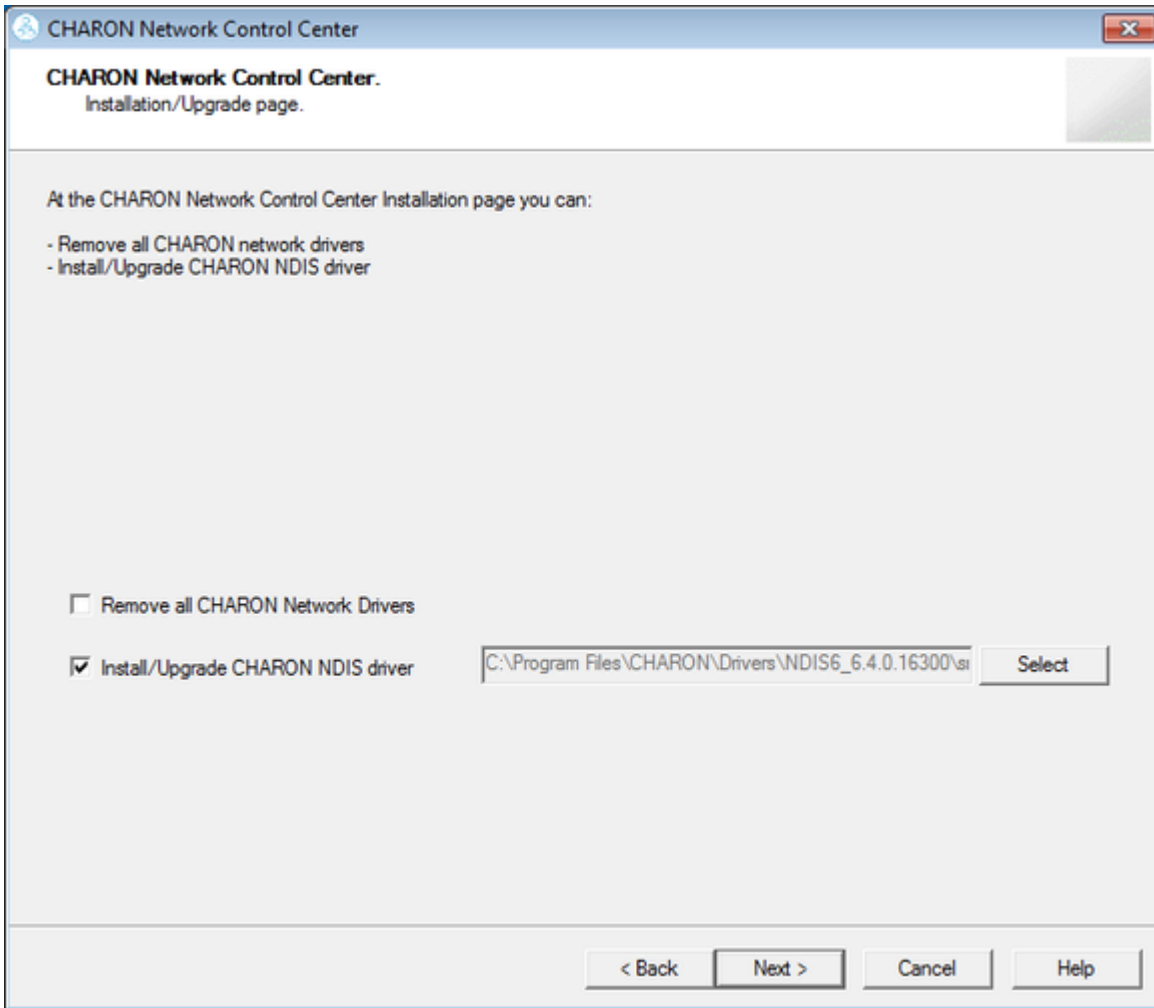 CHARON Network Control Center
CHARON Network Control Center.
Installation/Upgrade page.
At the CHARON Network Control Center Installation page you can:
- Remove all CHARON network drivers
- Install/Upgrade CHARON NDIS driver
Remove all CHARON Network Drivers
Install/Upgrade CHARON NDIS driver C:\Program Files\CHARON\Drivers\NDIS6_6.4.0.16300\ Select
< Back Next > Cancel Help